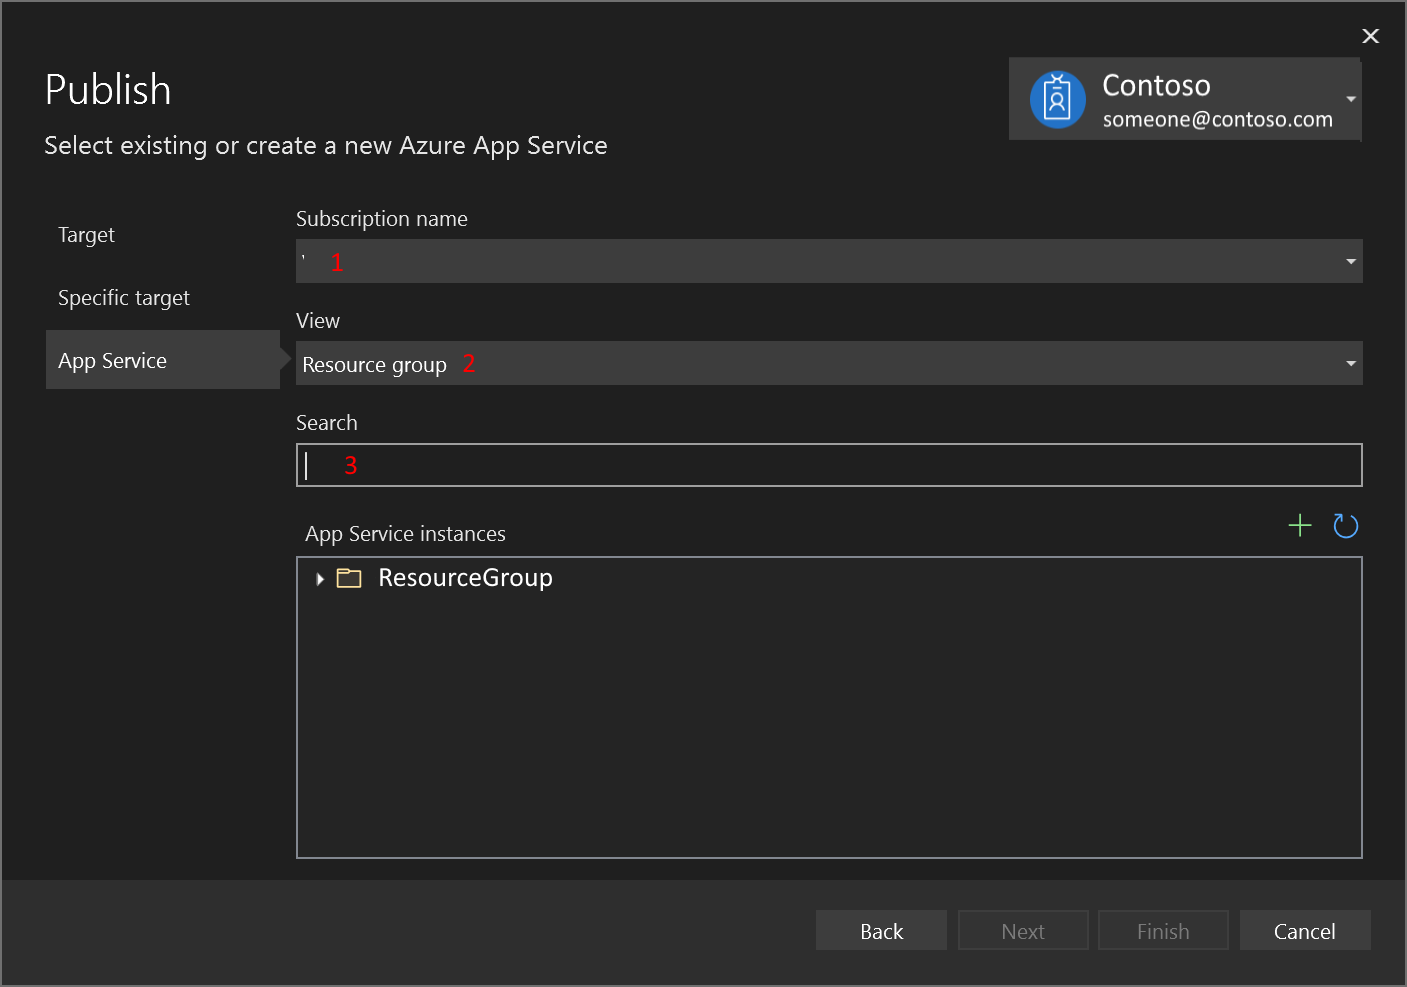 Publish
Select existing or create a new Azure App Service
Contoso
someone@contoso.com
Target
Specific target
App Service
Subscription name
1
View
Resource group 2
Search
3
App Service instances
ResourceGroup
Back
Next
Finish
Cancel